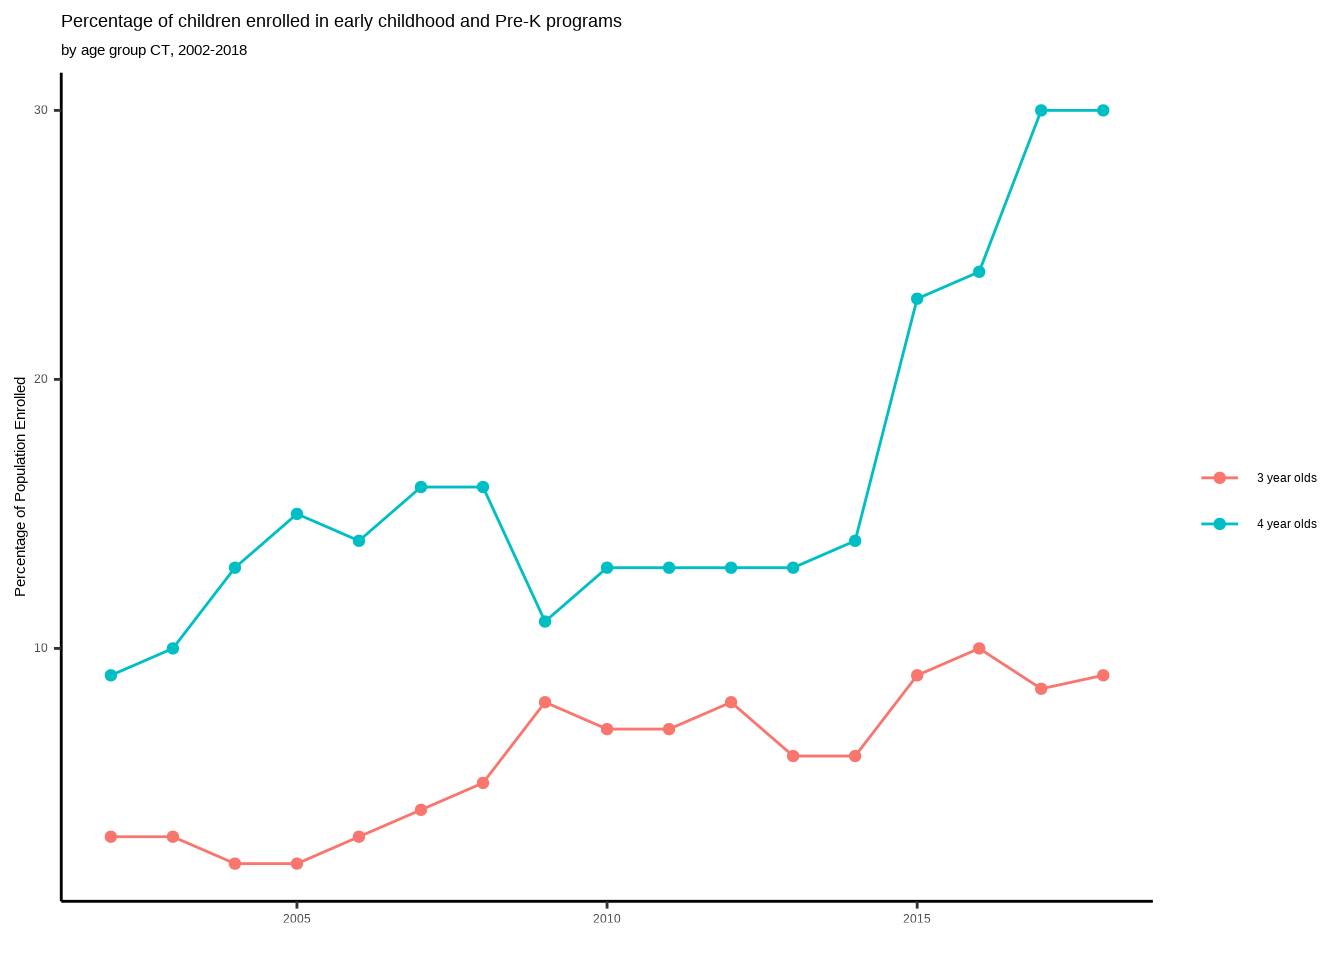 Percentage of children enrolled in early childhood and Pre-K programs
by age group CT, 2002-2018
Percentage of Population Enrolled
30
20
10
2005
2010
2015
3 year olds
4 year olds